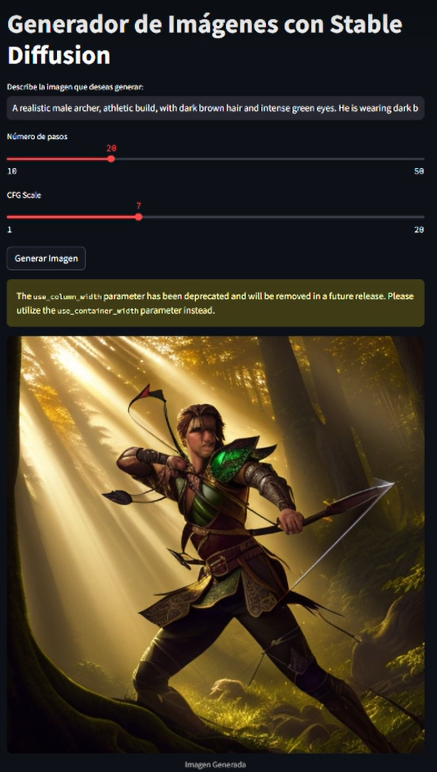 Generador de Imágenes con Stable
Diffusion
Describe la imagen que deseas generar:
A realistic male archer, athletic build, with dark brown hair and intense green eyes. He is wearing dark b
Número de pasos
20
10 50
CFG Scale
7
1 20
Generar Imagen
The use_column_width parameter has been deprecated and will be removed in a future release. Please
utilize the use_container_width parameter instead.
Imagen Generada